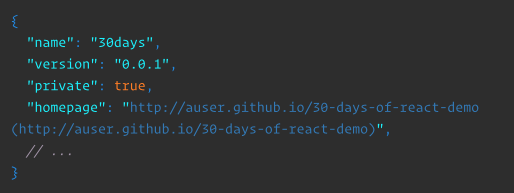 {
"name": "30days",
"version": "0.0.1",
"private": true,
"homepage": "http://auser.github.io/30-days-of-react-demo
(http://auser.github.io/30-days-of-react-demo)",
// ...
}